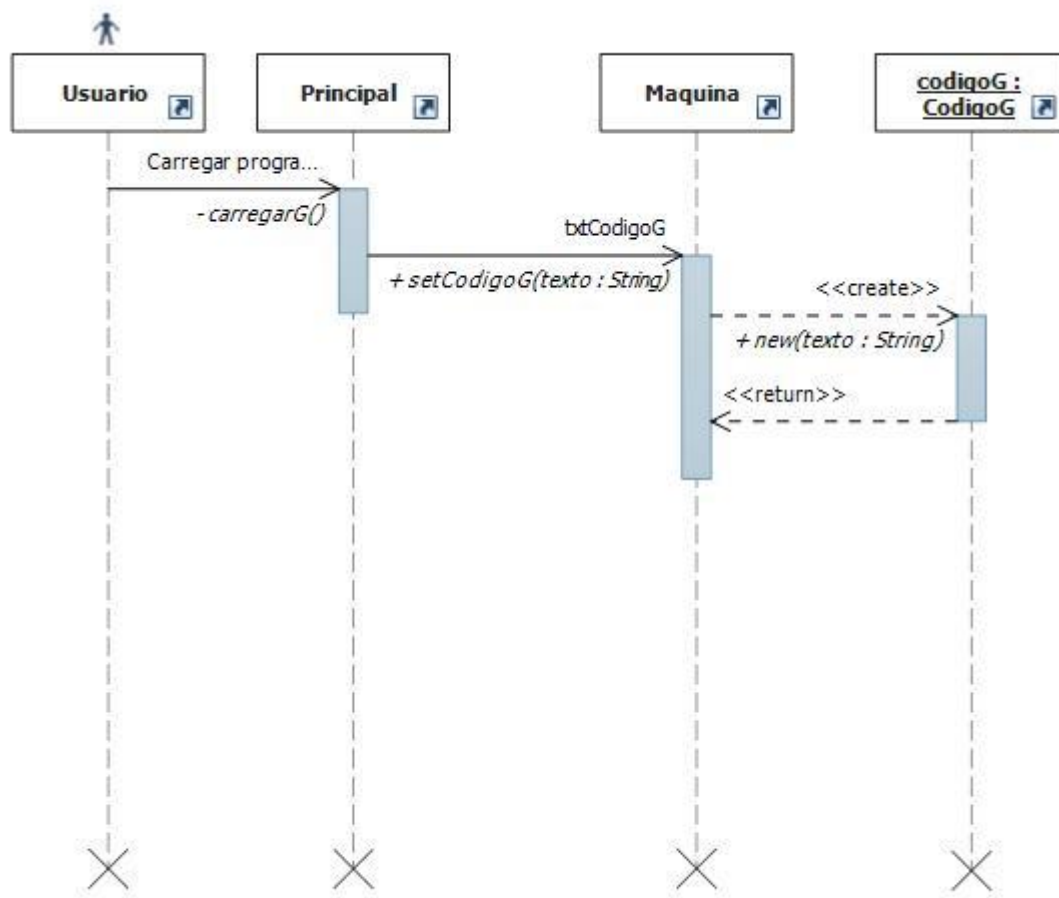 Usuario
Principal
Maquina
codigoG :
CodigoG
Carregar progra...
- carregarG()
txtCodigoG
+ setCodigoG(texto : String)
<<create>>
+ new(texto : String)
<<return>>